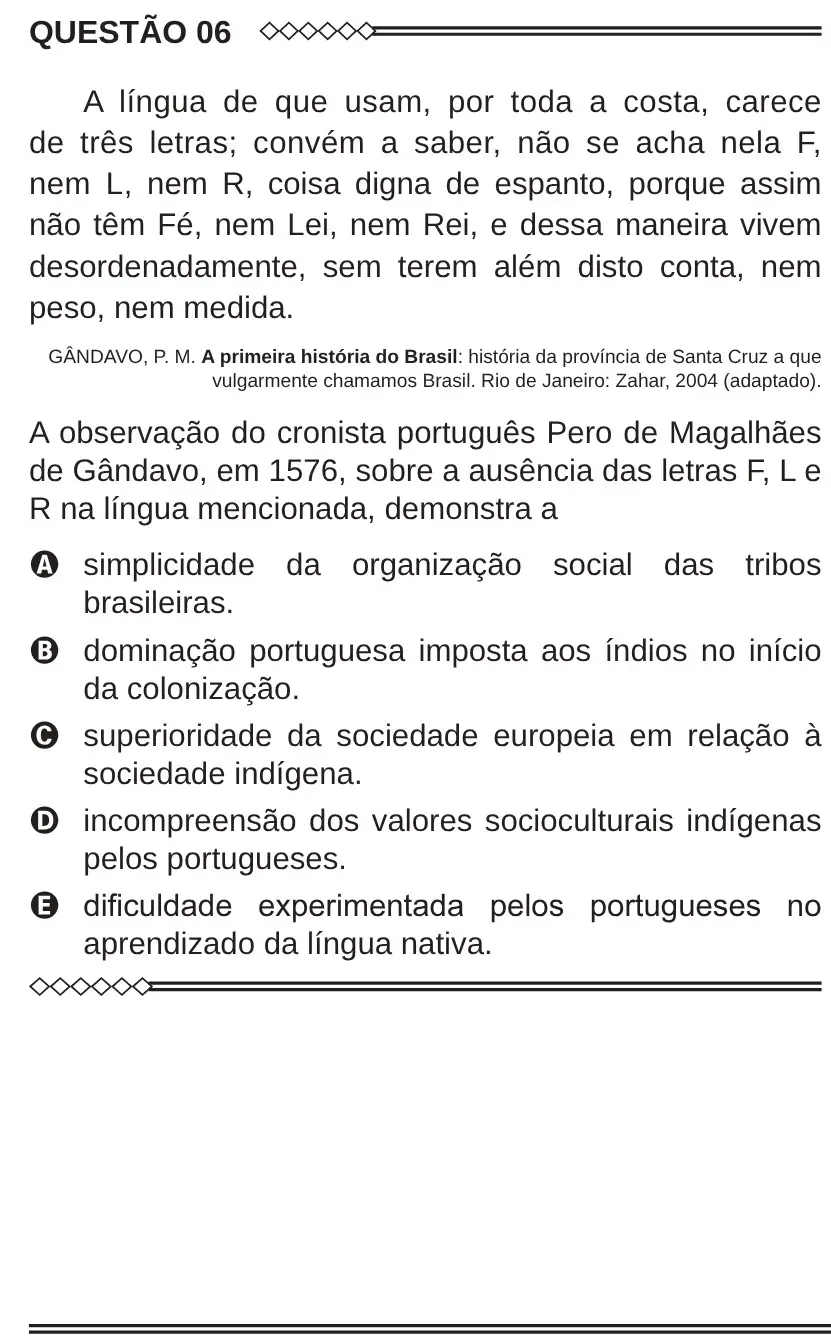 QUESTÃO 06
A língua de que usam, por toda a costa, carece
de três letras; convém a saber, não se acha nela F,
nem L, nem R, coisa digna de espanto, porque assim
não têm Fé, nem Lei, nem Rei, e dessa maneira vivem
desordenadamente, sem terem além disto conta, nem
peso, nem medida.
GÂNDAVO, P. M. A primeira história do Brasil: história da província de Santa Cruz a que
vulgarmente chamamos Brasil. Rio de Janeiro: Zahar, 2004 (adaptado).
A observação do cronista português Pero de Magalhães
de Gândavo, em 1576, sobre a ausência das letras F, L e
R na língua mencionada, demonstra a
A simplicidade da organização social das tribos
brasileiras.
B dominação portuguesa imposta aos índios no início
da colonização.
C superioridade da sociedade europeia em relação à
sociedade indígena.
D incompreensão dos valores socioculturais indígenas
pelos portugueses.
E dificuldade experimentada pelos portugueses no
aprendizado da língua nativa.